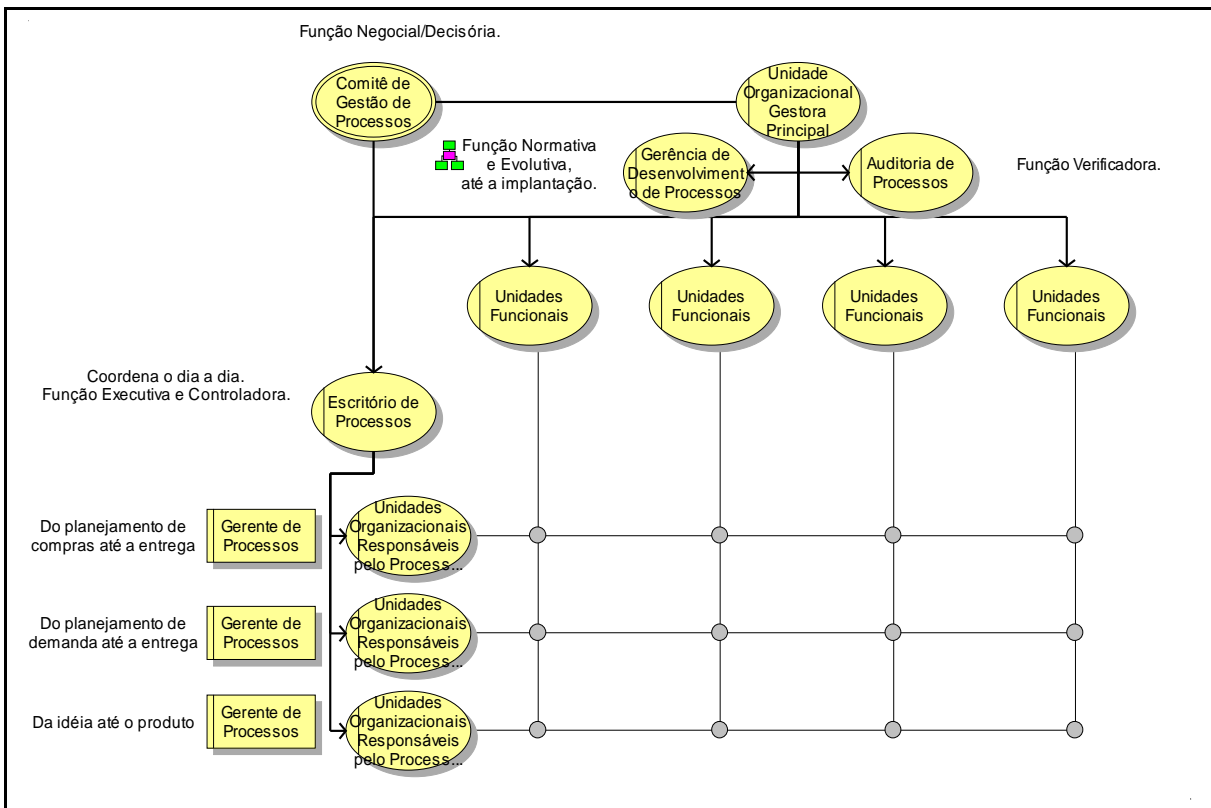 Função Negocial/Decisória.
Comitê de
Gestão de
Processos
Unidade
Organizacional
Gestora
Principal
Função Normativa
e Evolutiva,
até a implantação.
Gerência de
Desenvolviment
o de Processos
Auditoria de
Processos
Função Verificadora.
Unidades
Funcionais
Unidades
Funcionais
Unidades
Funcionais
Unidades
Funcionais
Coordena o dia a dia.
Função Executiva e Controladora.
Escritório de
Processos
Do planejamento de
compras até a entrega
Gerente de
Processos
Unidades
Organizacionais
Responsáveis
pelo Process...
Do planejamento de
demanda até a entrega
Gerente de
Processos
Unidades
Organizacionais
Responsáveis
pelo Process...
Da idéia até o produto
Gerente de
Processos
Unidades
Organizacionais
Responsáveis
pelo Process...